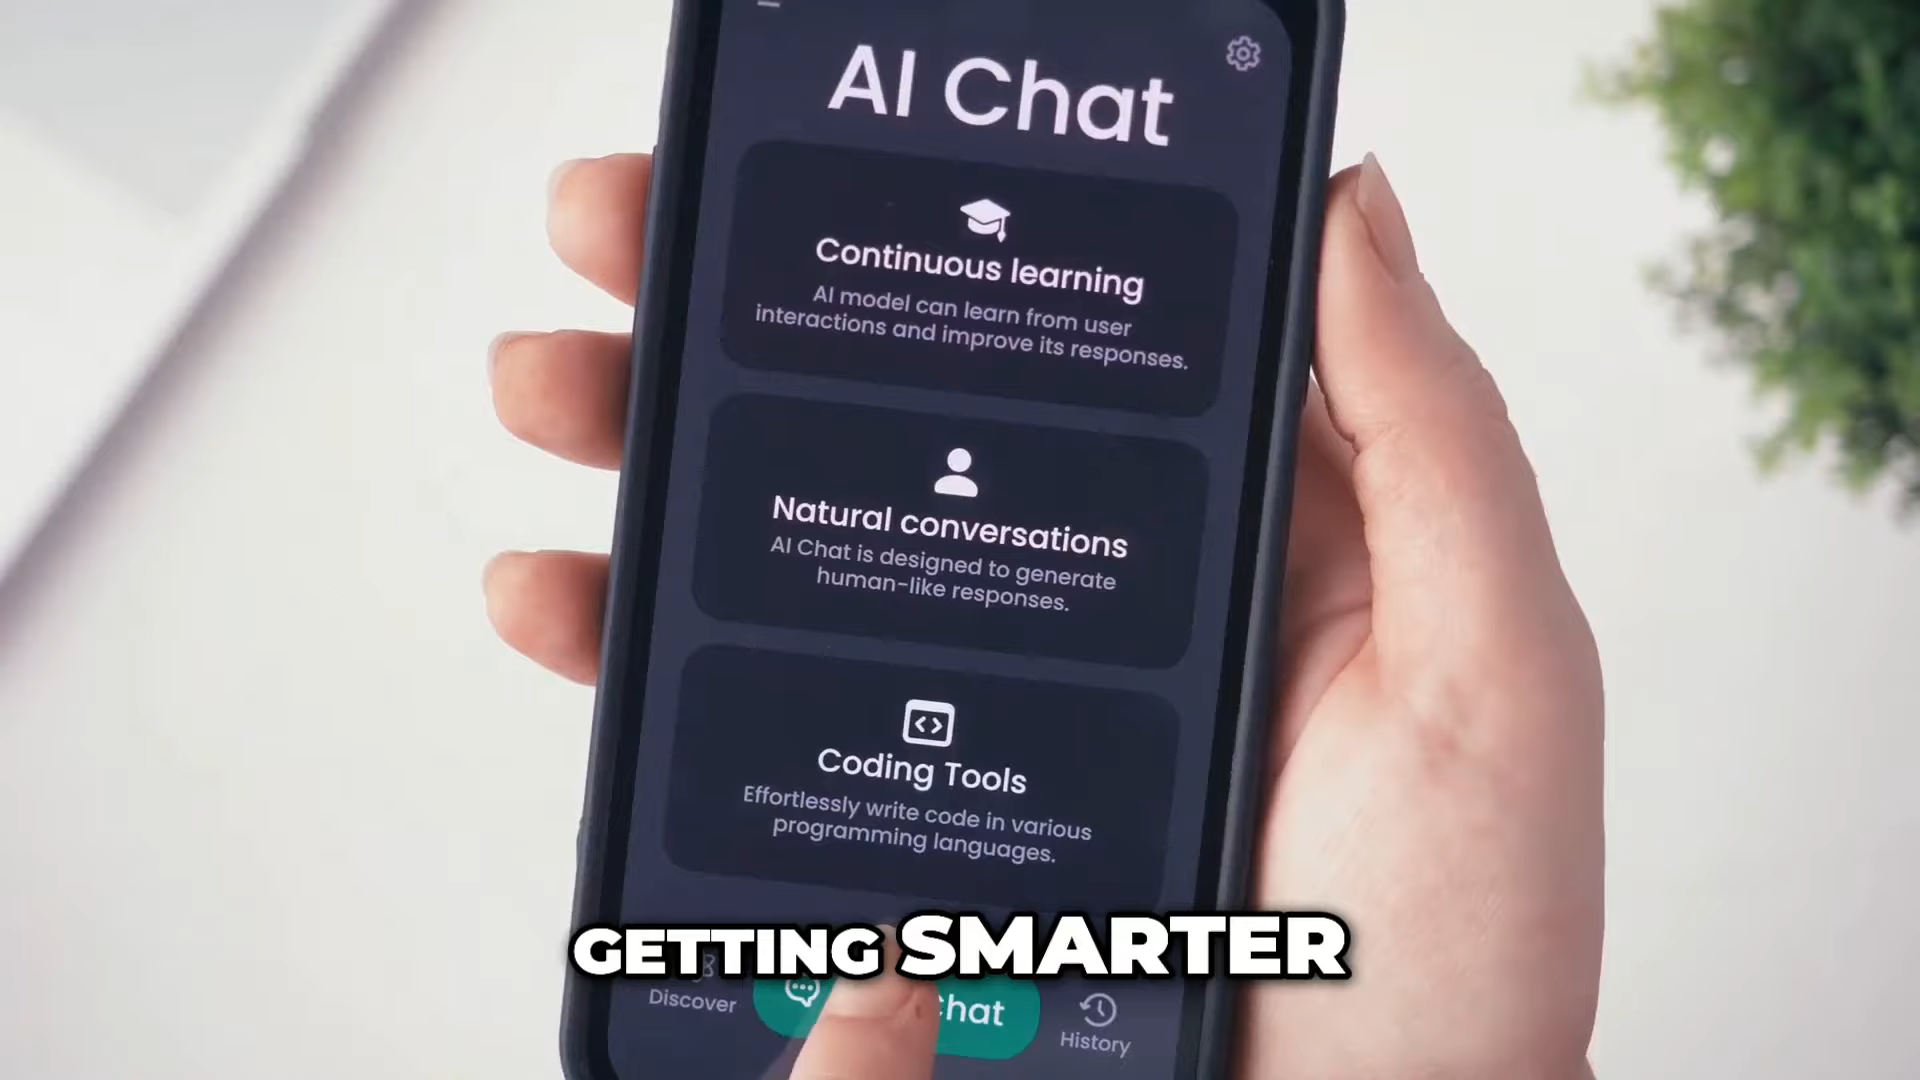 AI Chat
Continuous learning
AI model can learn from user
interactions and improve its responses.
Natural conversations
AI Chat is designed to generate
human-like responses.
Coding Tools
Effortlessly write code in various
programming languages.
GETTING SMARTER
Discover
Chat
History